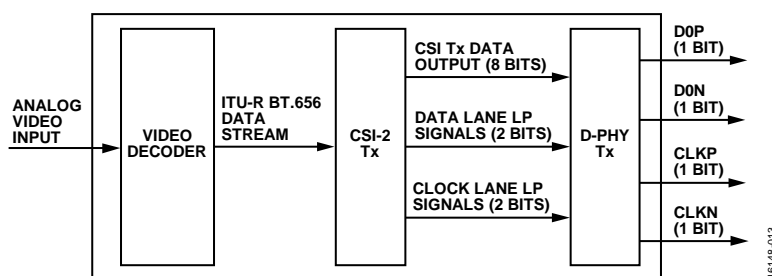 ANALOG
VIDEO
INPUT
VIDEO
DECODER
ITU-R BT.656
DATA
STREAM
CSI-2
Tx
CSI Tx DATA
OUTPUT (8 BITS)
DATA LANE LP
SIGNALS (2 BITS)
CLOCK LANE LP
SIGNALS (2 BITS)
D-PHY
Tx
D0P
(1 BIT)
D0N
(1 BIT)
CLKP
(1 BIT)
CLKN
(1 BIT)